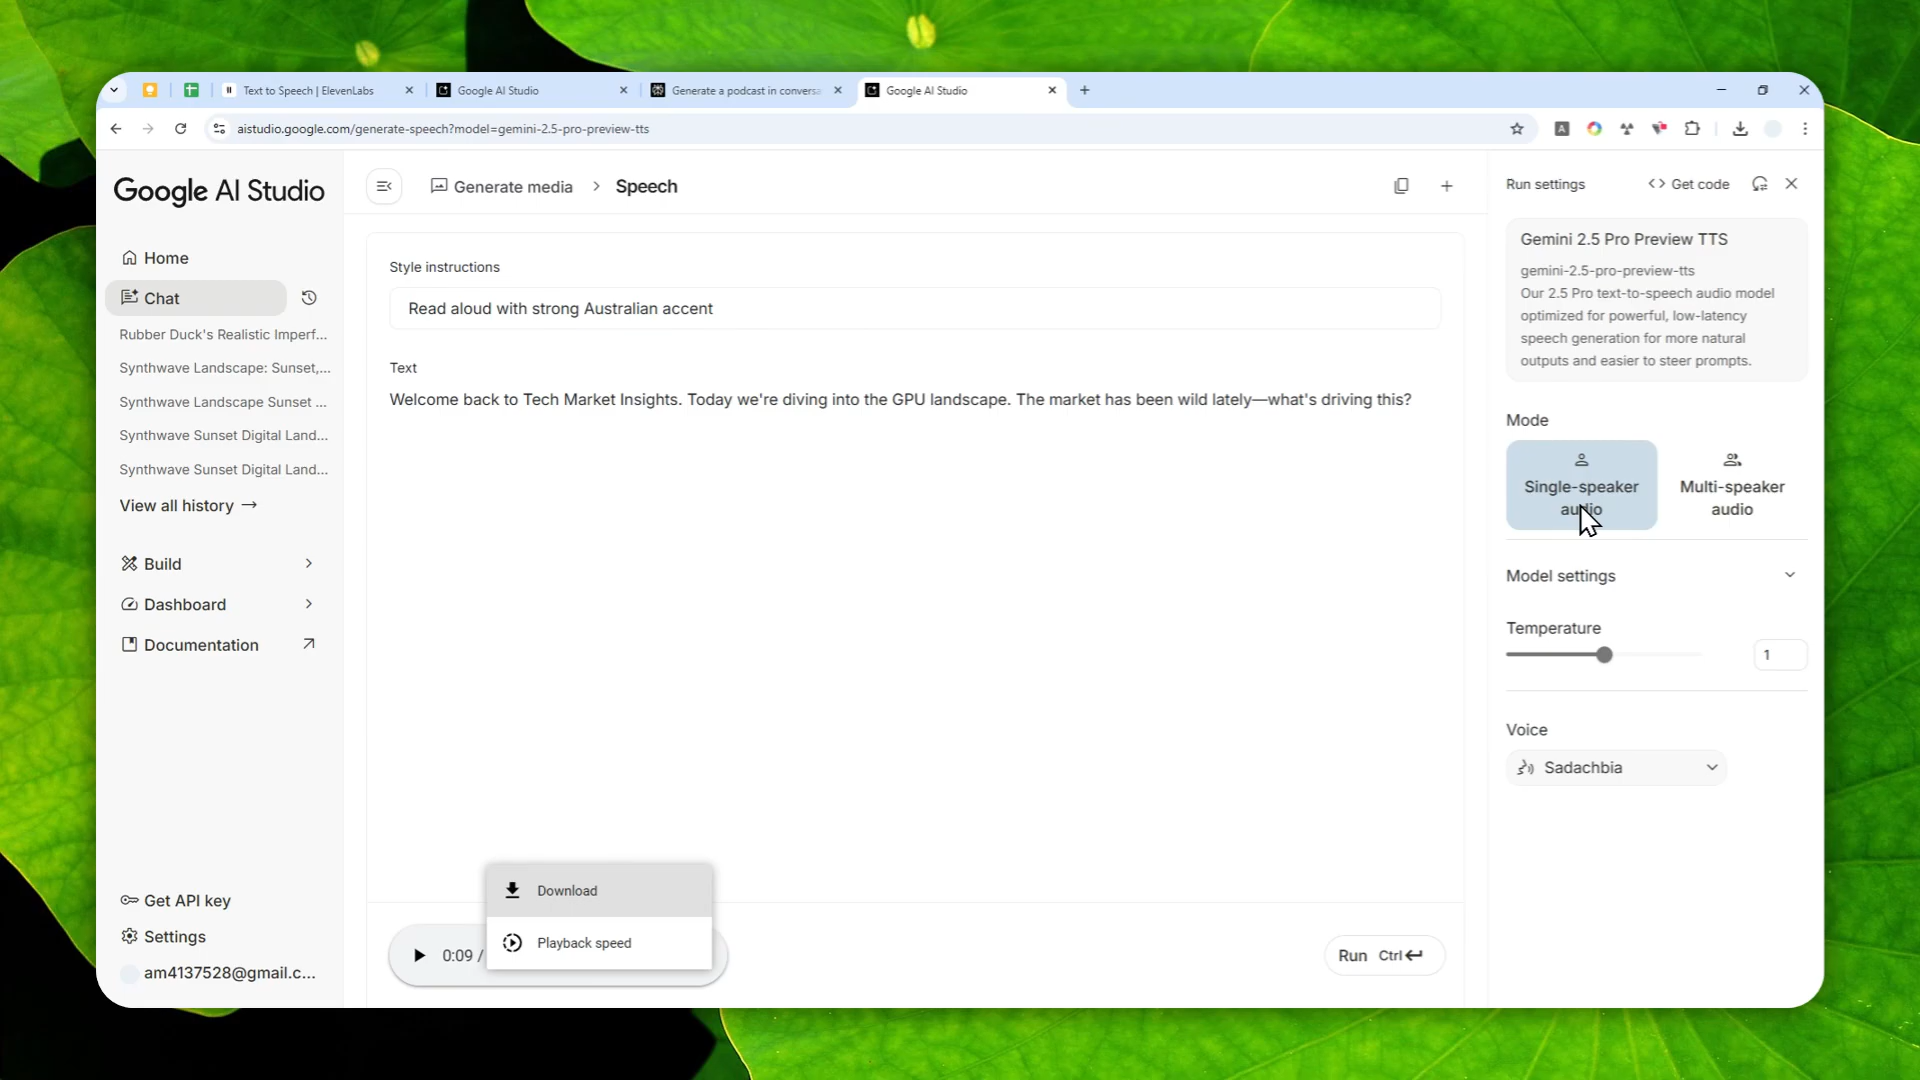 Text to Speech | ElevenLabs
Google AI Studio
Generate a podcast in convers
Google AI Studio
aistudio.google.com/generate-speech?model=gemini-2.5-pro-preview-tts
Google AI Studio
Home
Chat
Rubber Duck's Realistic Imperf...
Synthwave Landscape: Sunset,...
Synthwave Landscape Sunset ...
Synthwave Sunset Digital Land...
Synthwave Sunset Digital Land...
View all history →
Build
Dashboard
Documentation
Get API key
Settings
am4137528@gmail.c...
Generate media > Speech
Style instructions
Read aloud with strong Australian accent
Text
Welcome back to Tech Market Insights. Today we're diving into the GPU landscape. The market has been wild lately—what's driving this?
Download
Playback speed
0:09 /
Run Ctrl
Run settings
<> Get code
Gemini 2.5 Pro Preview TTS
gemini-2.5-pro-preview-tts
Our 2.5 Pro text-to-speech audio model
optimized for powerful, low-latency
speech generation for more natural
outputs and easier to steer prompts.
Mode
Single-speaker
audio
Multi-speaker
audio
Model settings
Temperature
1
Voice
Sadachbia